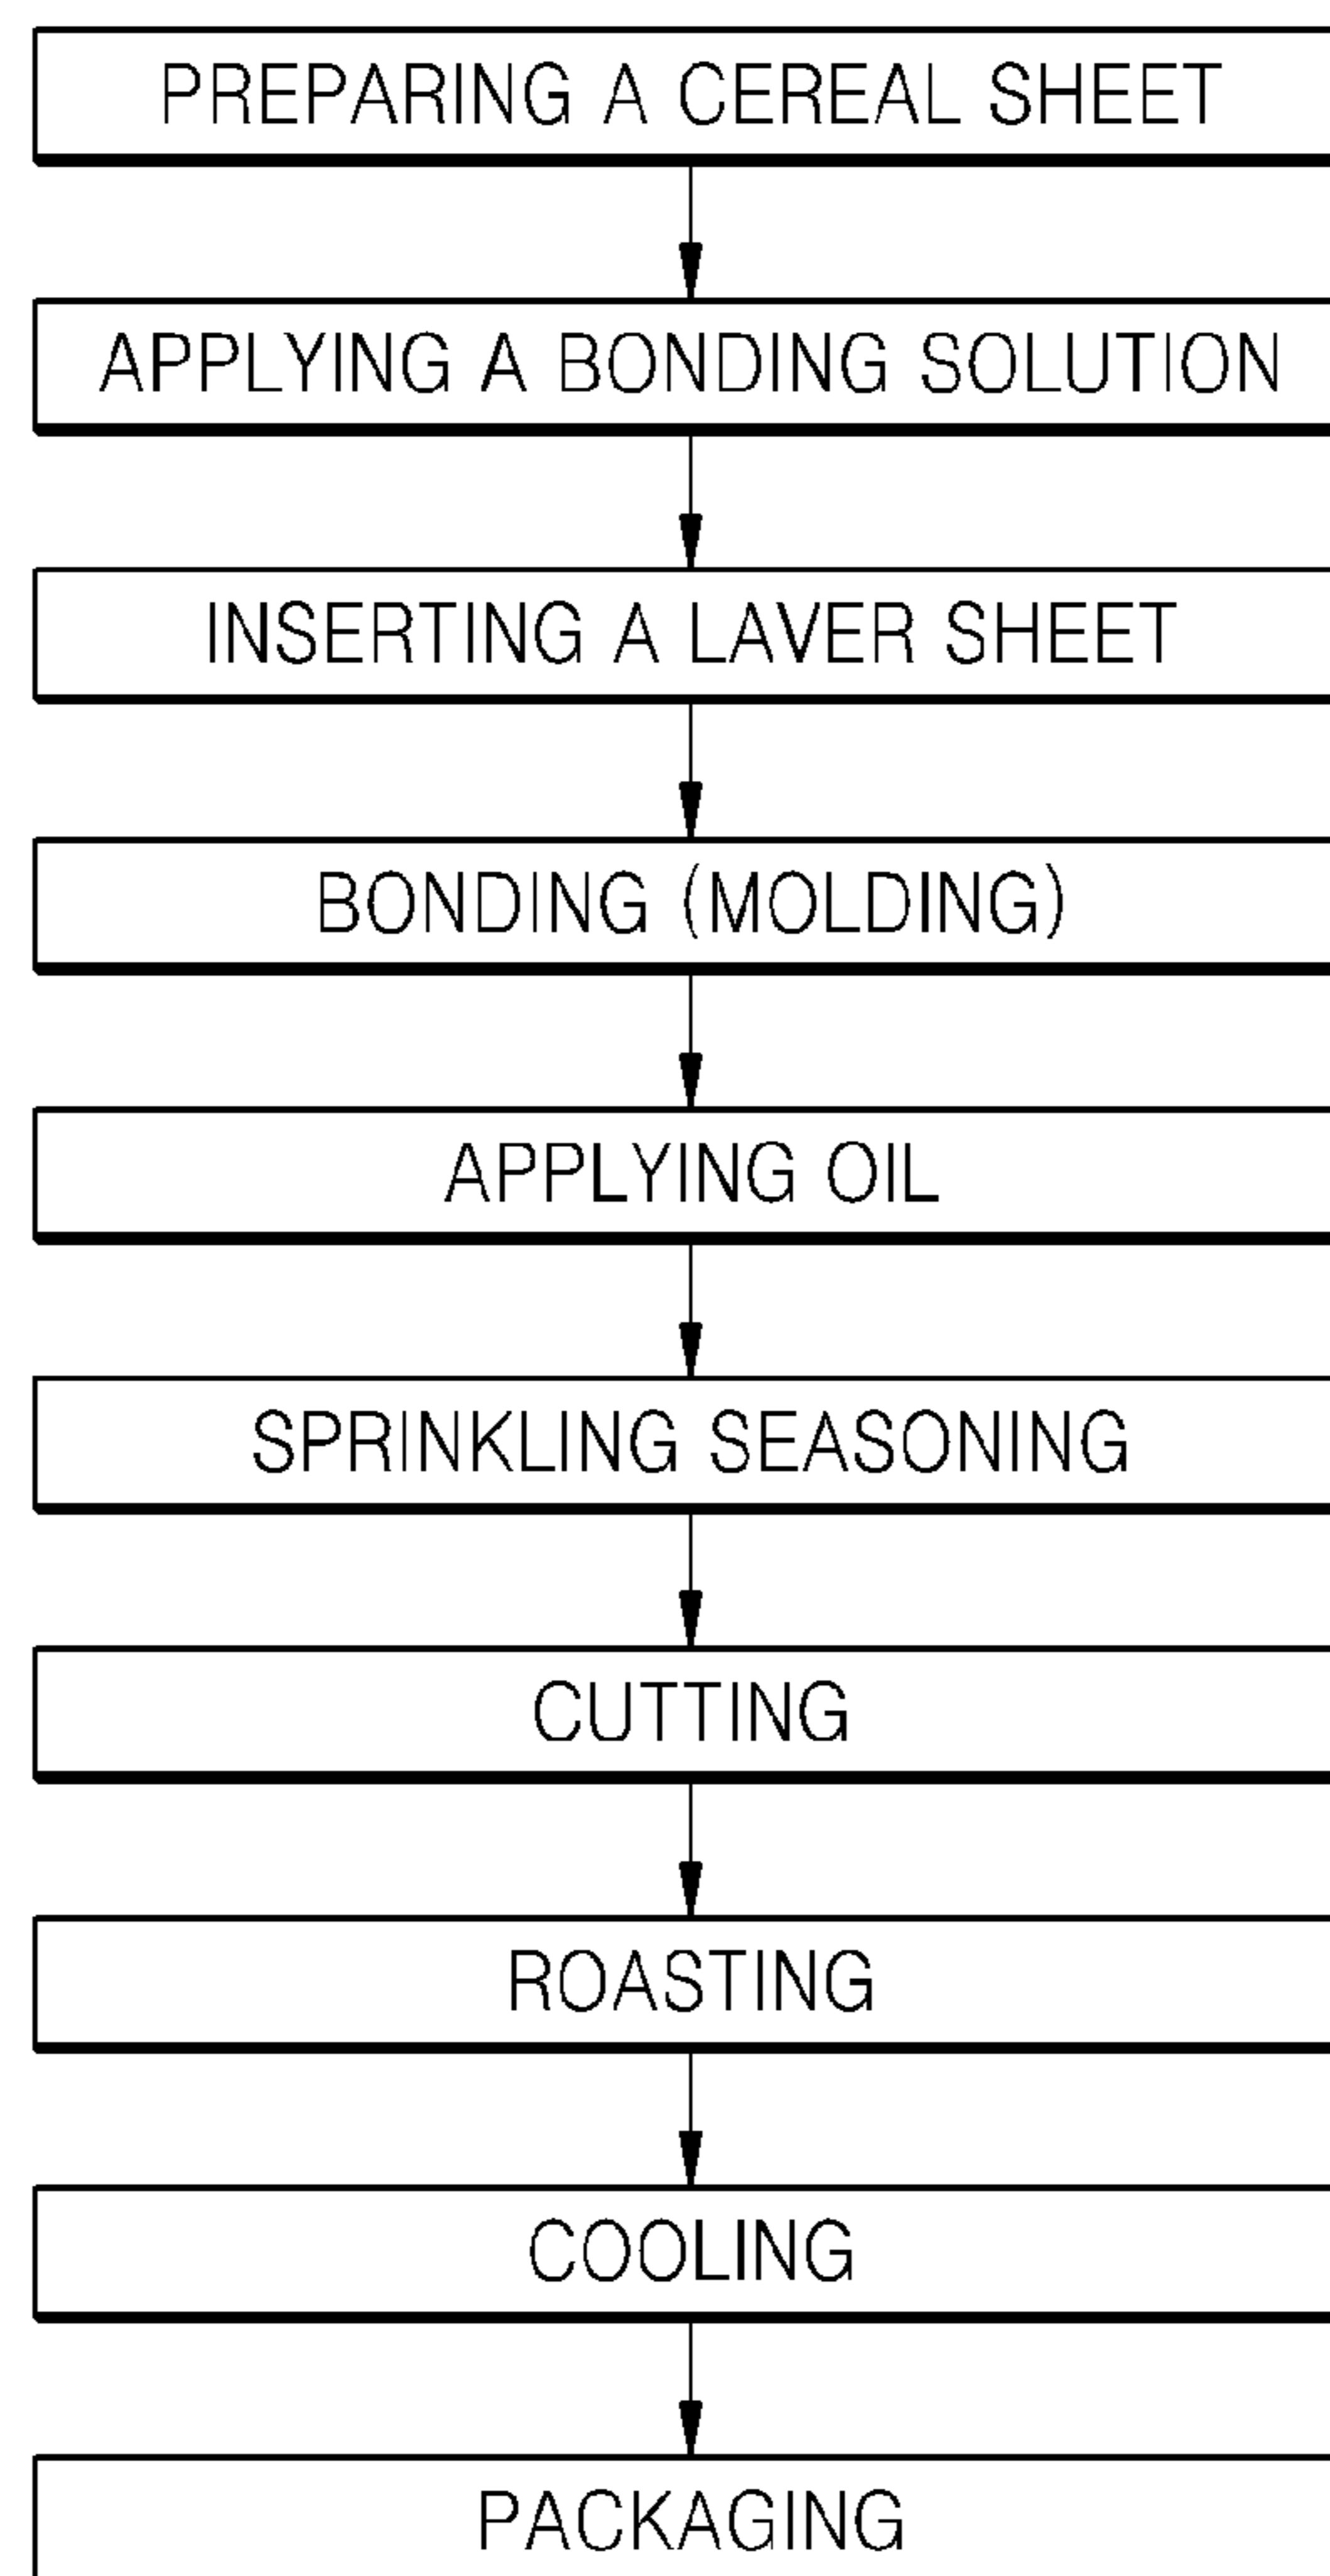 PREPARING A CEREAL SHEET
APPLYING A BONDING SOLUTION
INSERTING A LAVER SHEET
BONDING (MOLDING)
APPLYING OIL
SPRINKLING SEASONING
CUTTING
ROASTING
COOLING
PACKAGING